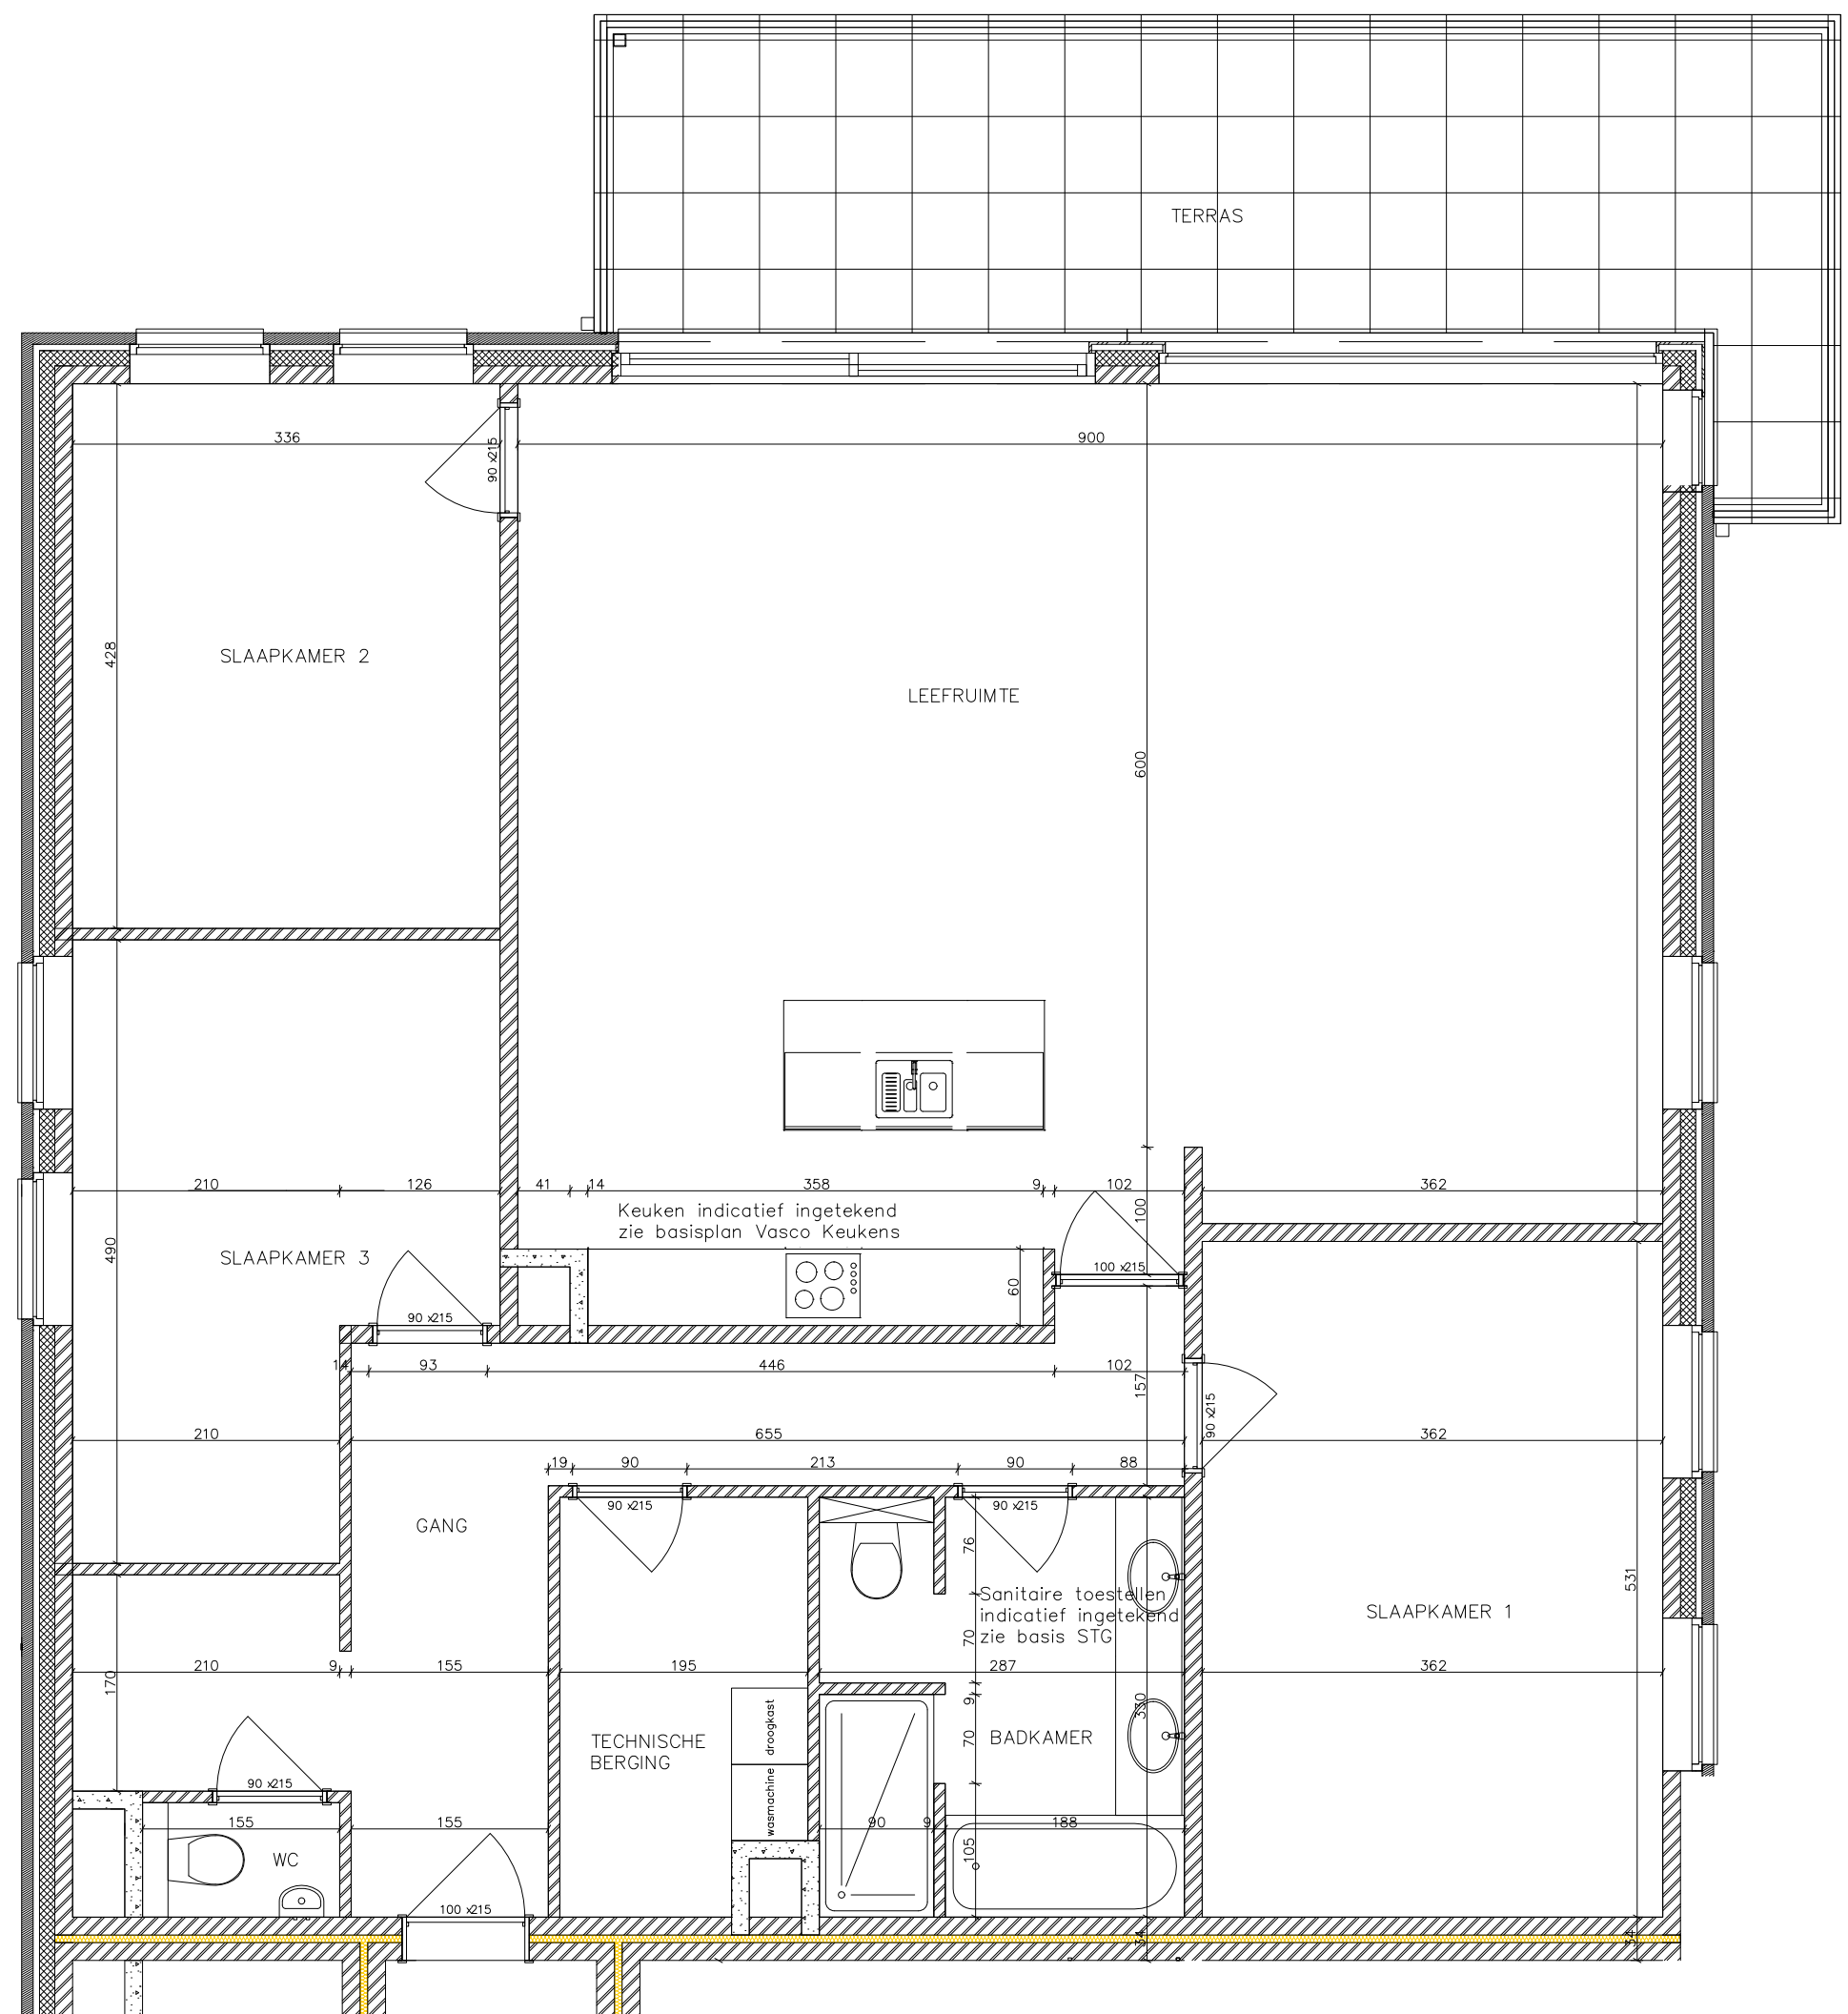 TERRAS
336
900
90 x215
428
SLAAPKAMER 2
LEEFRUIMTE
600
210
126
41
14
358
9
102
362
Keuken indicatief ingetekend
zie basisplan Vasco Keukens
100
490
SLAAPKAMER 3
100 x215
60
90 x215
14
93
446
102
157
90 x215
210
655
362
19
90
213
90
88
90 x215
90 x215
GANG
76
Sanitaire toestellen
indicatief ingetekend
zie basis STG
70
531
SLAAPKAMER 1
170
210
9
155
195
287
362
9
330
droogkast
TECHNISCHE
BERGING
BADKAMER
70
90 x215
wasmachine
155
155
90
9
188
105
WC
100 x215
34
34